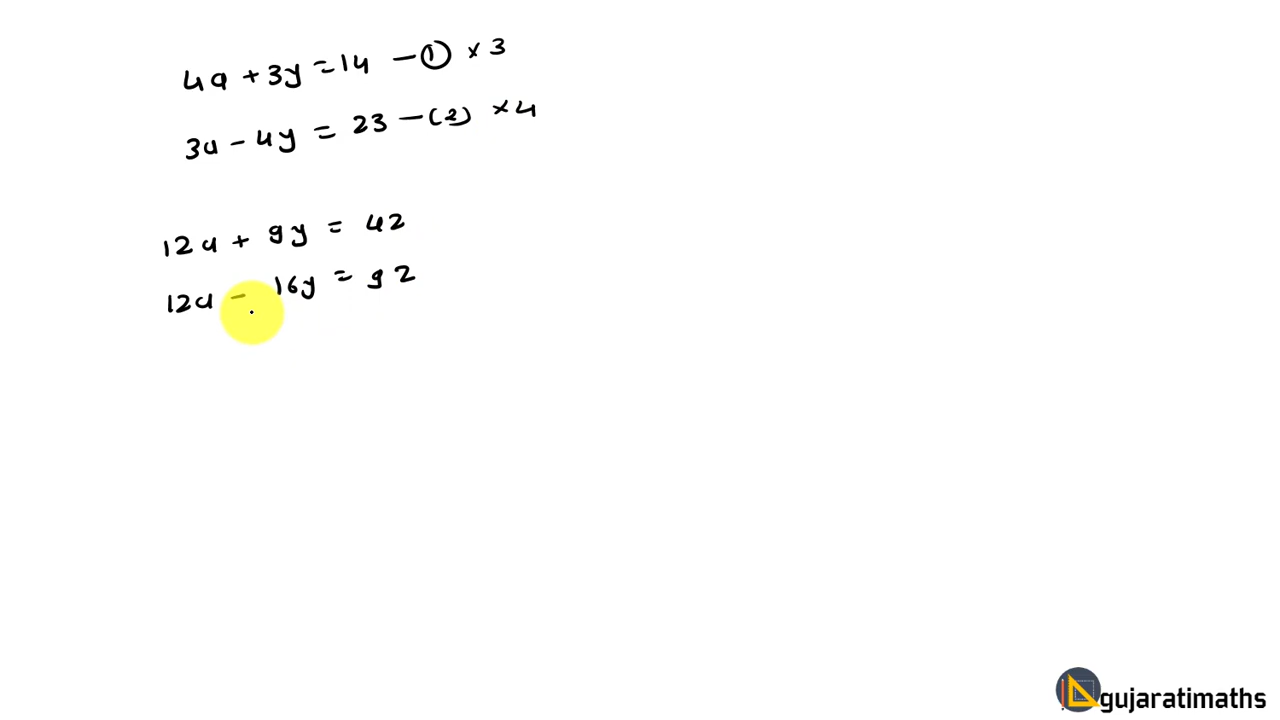 4a + 3y = 14 — ① × 3
3a - 4y = 23 — (2) × 4
12a + 9y = 42
12a - 16y = 92
gujaratimaths